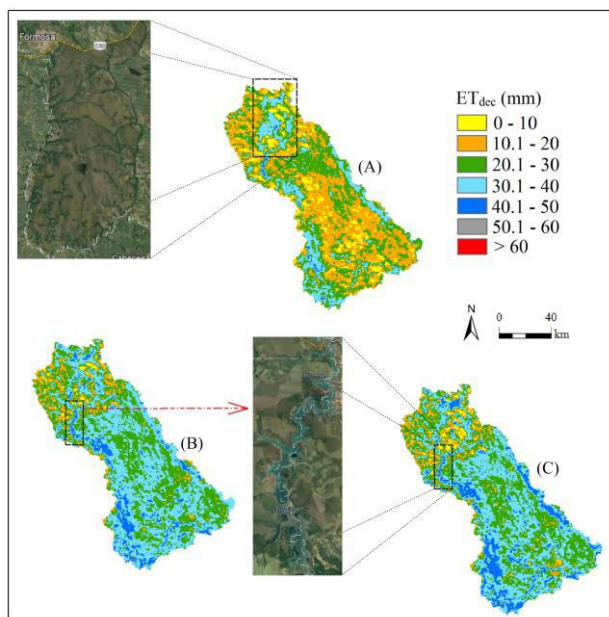 Formosa
ET_dec (mm)
0 - 10
10.1 - 20
20.1 - 30
30.1 - 40
40.1 - 50
50.1 - 60
> 60
(A)
N
0 40
km
(B)
(C)